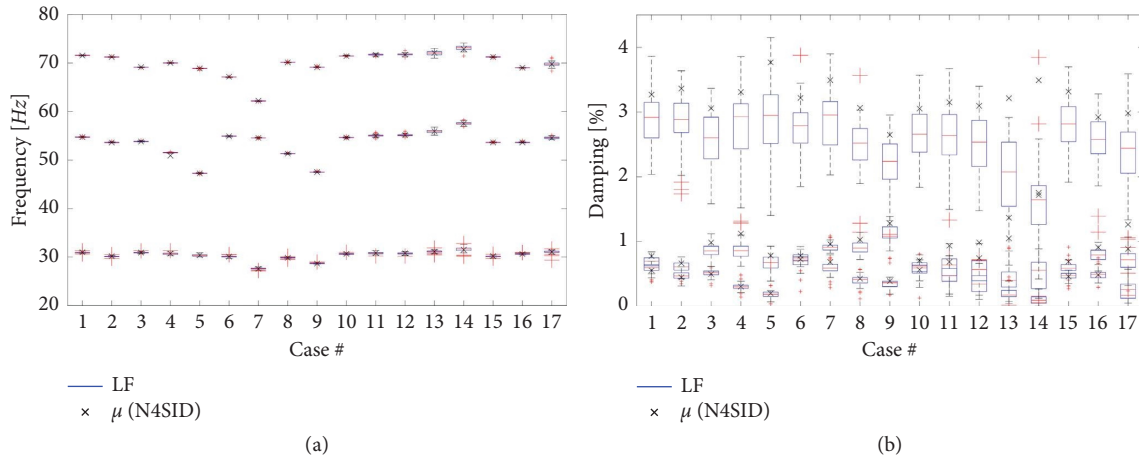 80
70
60
50
40
30
20
Frequency [Hz]
1 2 3 4 5 6 7 8 9 10 11 12 13 14 15 16 17
Case #
LF
μ (N4SID)
(a)
4
3
2
1
0
Damping [%]
1 2 3 4 5 6 7 8 9 10 11 12 13 14 15 16 17
Case #
LF
μ (N4SID)
(b)